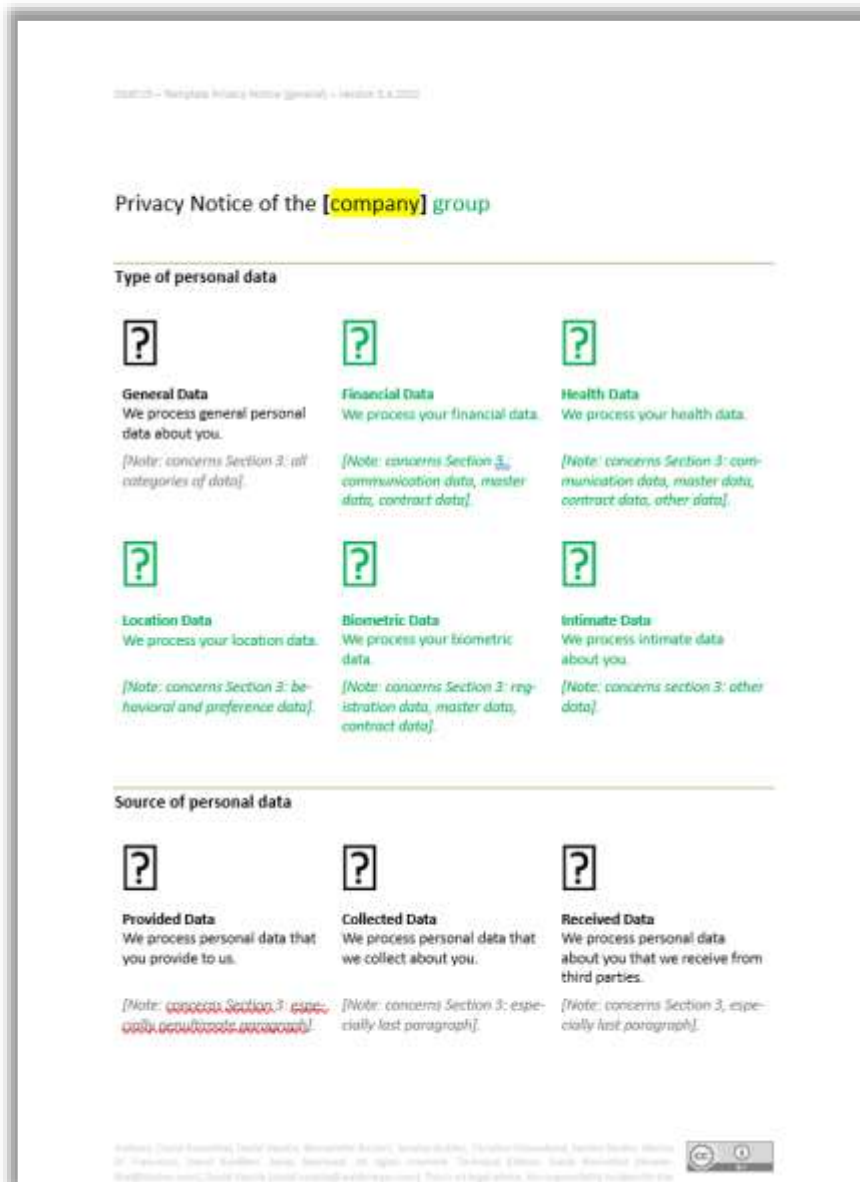 Template Privacy Notice (general) – Version
Privacy Notice of the [company] group
Type of personal data
? ? ?
General Data Financial Data Health Data
We process general personal We process your financial data. We process your health data.
data about you.
[Note: concerns Section 3: all [Note: concerns Section 3, [Note: concerns Section 3: com-
categories of data]. communication data, master munication data, master data,
data, contract data]. contract data, other data].
? ? ?
Location Data Biometric Data Intimate Data
We process your location data. We process your biometric We process intimate data
data. about you.
[Note: concerns Section 3: be- [Note: concerns Section 3: reg- [Note: concerns section 3: other
havioral and preference data]. istration data, master data, data].
contract data].
Source of personal data
? ? ?
Provided Data Collected Data Received Data
We process personal data that We process personal data that We process personal data
you provide to us. we collect about you. about you that we receive from
third parties.
[Note: concerns Section 3: espe- [Note: concerns Section 3: espe- [Note: concerns Section 3, espe-
cially penultimate paragraph]. cially last paragraph]. cially last paragraph].
cc